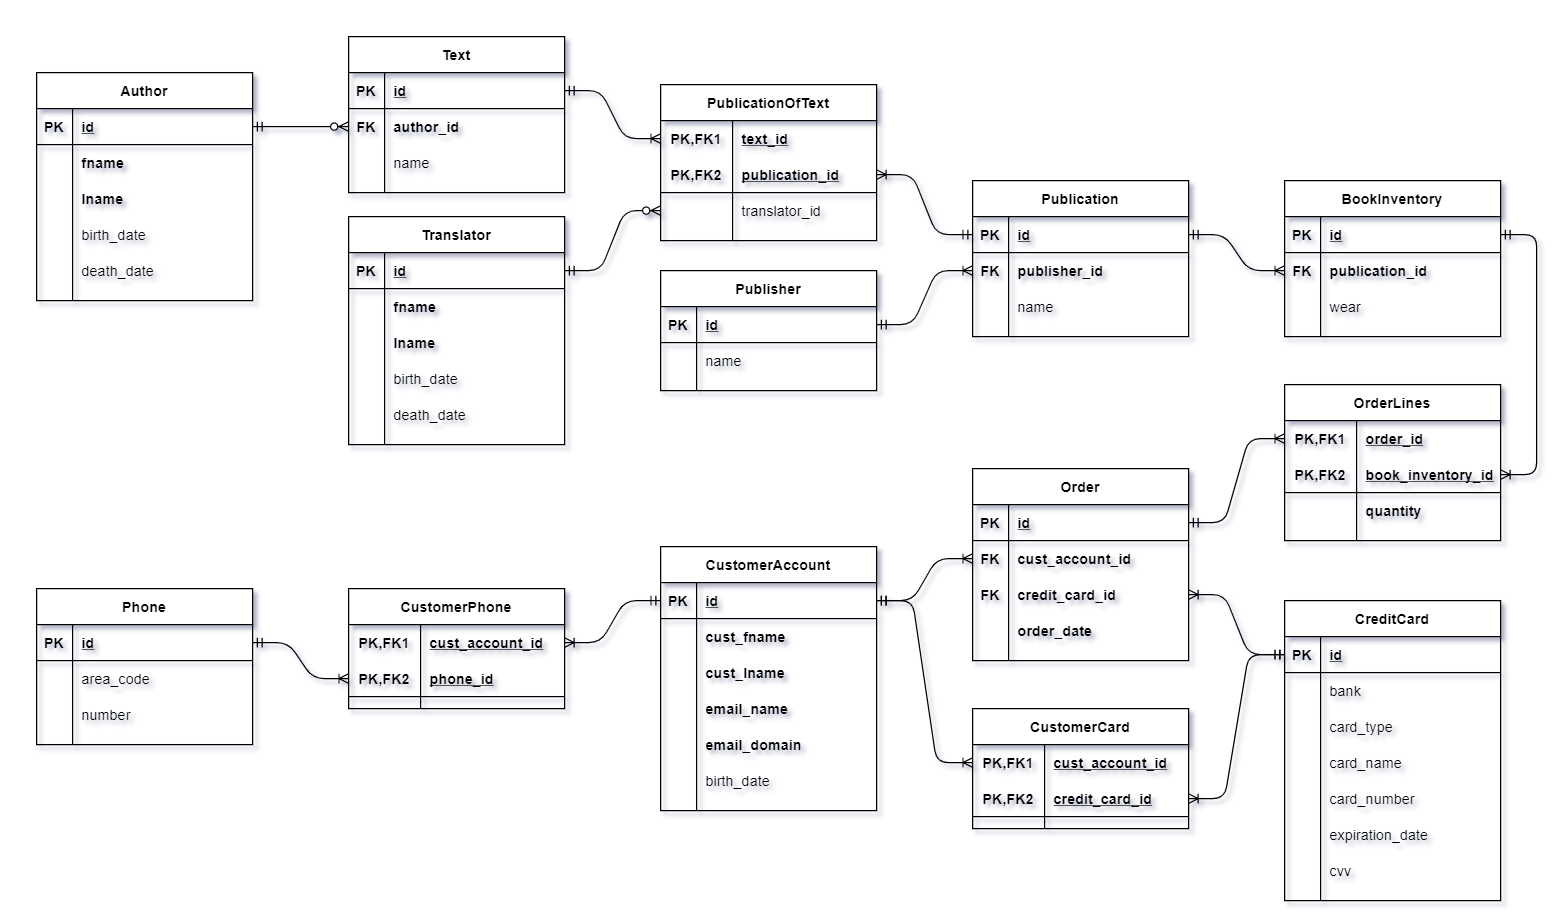 Author
PK id
fname
lname
birth_date
death_date
Text
PK id
FK author_id
name
Translator
PK id
fname
lname
birth_date
death_date
PublicationOfText
PK,FK1 text_id
PK,FK2 publication_id
translator_id
Publisher
PK id
name
Publication
PK id
FK publisher_id
name
BookInventory
PK id
FK publication_id
wear
OrderLines
PK,FK1 order_id
PK,FK2 book_inventory_id
quantity
Order
PK id
FK cust_account_id
FK credit_card_id
order_date
Phone
PK id
area_code
number
CustomerPhone
PK,FK1 cust_account_id
PK,FK2 phone_id
CustomerAccount
PK id
cust_fname
cust_lname
email_name
email_domain
birth_date
CustomerCard
PK,FK1 cust_account_id
PK,FK2 credit_card_id
CreditCard
PK id
bank
card_type
card_name
card_number
expiration_date
cvv